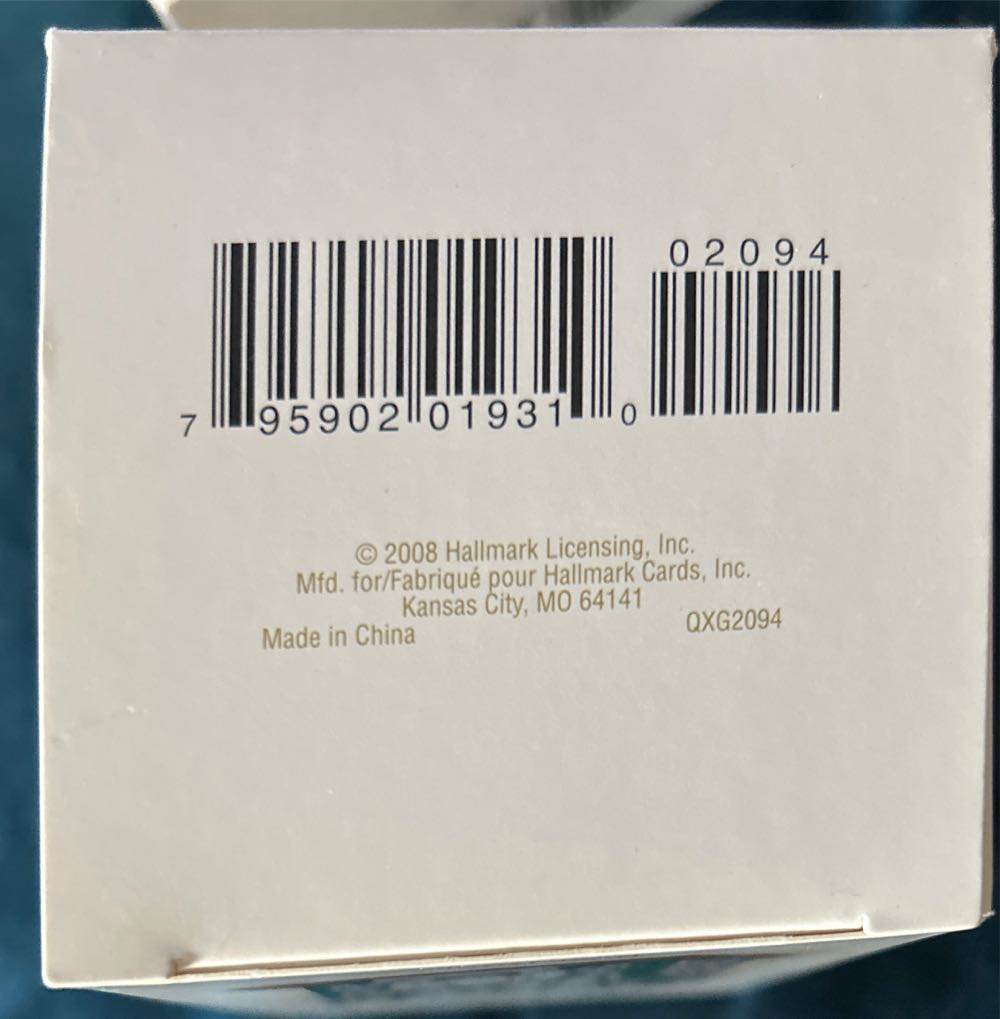 02094
7 95902 01931 0
© 2008 Hallmark Licensing, Inc.
Mfd. for/Fabriqué pour Hallmark Cards, Inc.
Kansas City, MO 64141
Made in China QXG2094